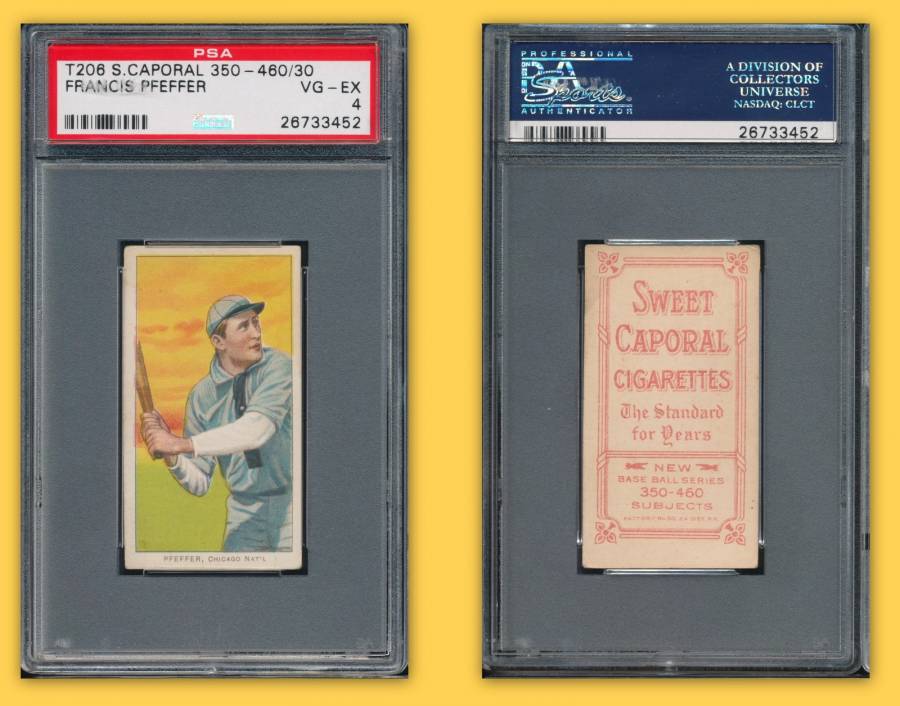 PSA
T206 S.CAPORAL 350-460/30
FRANCIS PFEFFER VG-EX
4
26733452
PFEFFER, CHICAGO NAT'L
PROFESSIONAL
PSA
Sports
AUTHENTICATOR
A DIVISION OF
COLLECTORS
UNIVERSE
NASDAQ: CLCT
26733452
SWEET
CAPORAL
CIGARETTES
The Standard
for Years
NEW
BASE BALL SERIES
350-460
SUBJECTS